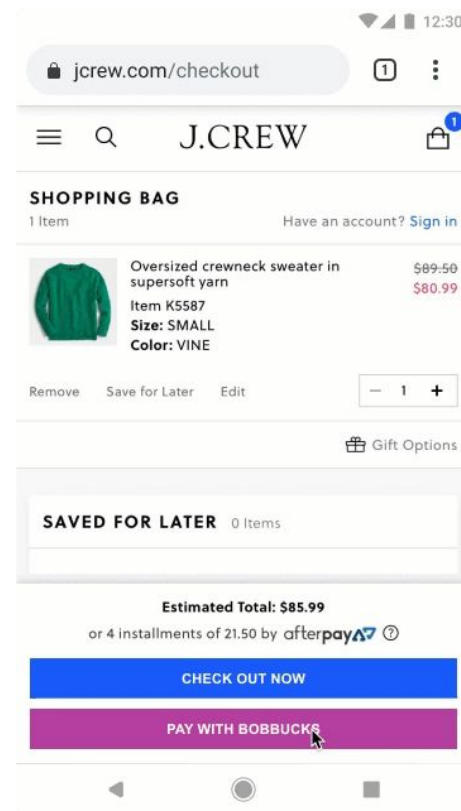 12:30
jcrew.com/checkout
1
J.CREW
1
SHOPPING BAG
1 Item
Have an account? Sign in
Oversized crewneck sweater in
supersoft yarn
$89.50
$80.99
Item K5587
Size: SMALL
Color: VINE
Remove Save for Later Edit
− 1 +
Gift Options
SAVED FOR LATER 0 Items
Estimated Total: $85.99
or 4 installments of 21.50 by afterpay ?
CHECK OUT NOW
PAY WITH BOBBUCKS